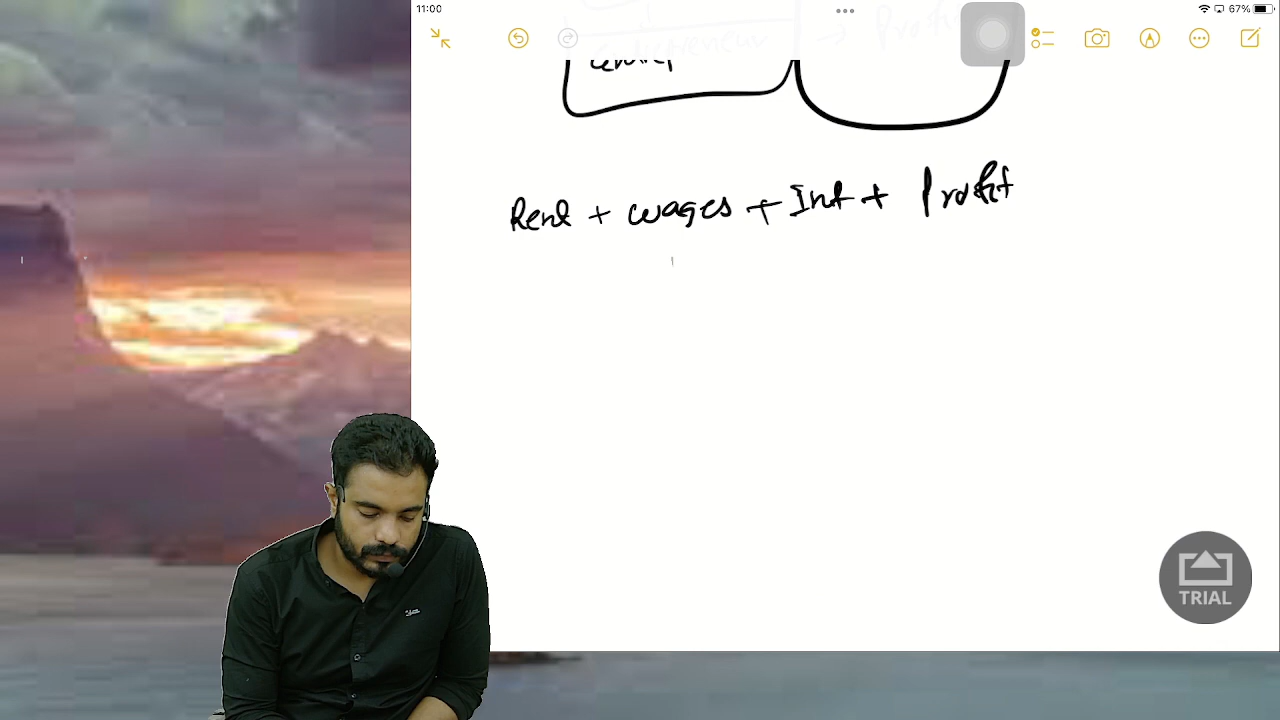 11:00
67%
Rent + wages + Int + Profit
TRIAL